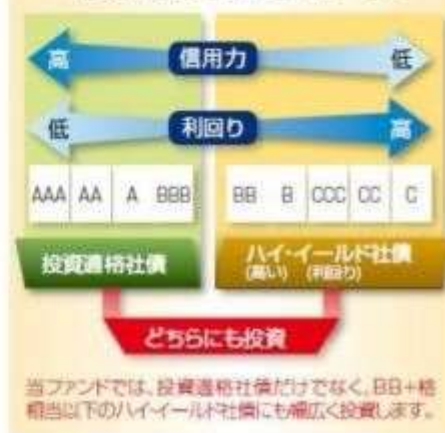 高 信用力 低
低 利回り 高
AAA AA A BBB BB B CCC CC C
投資適格社債 ハイ・イールド社債
(高い) (利回り)
どちらにも投資
当ファンドでは、投資適格社債だけでなく、BB+格
相当以下のハイイールド社債にも幅広く投資します。